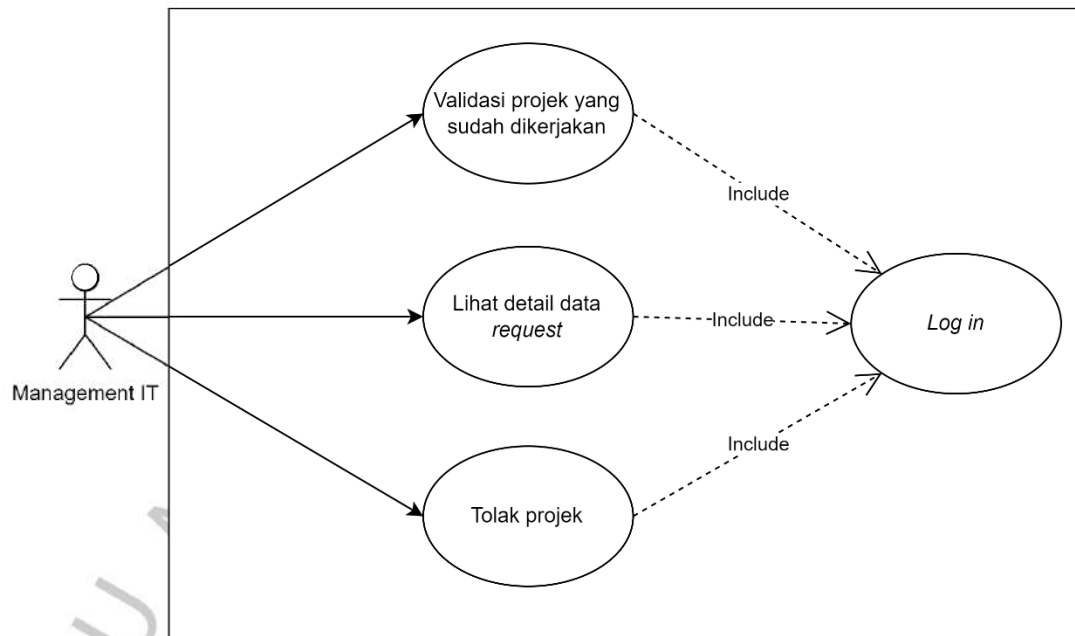 Validasi projek yang
sudah dikerjakan
Include
Lihat detail data
request
Include
Log in
Management IT
Include
Tolak projek